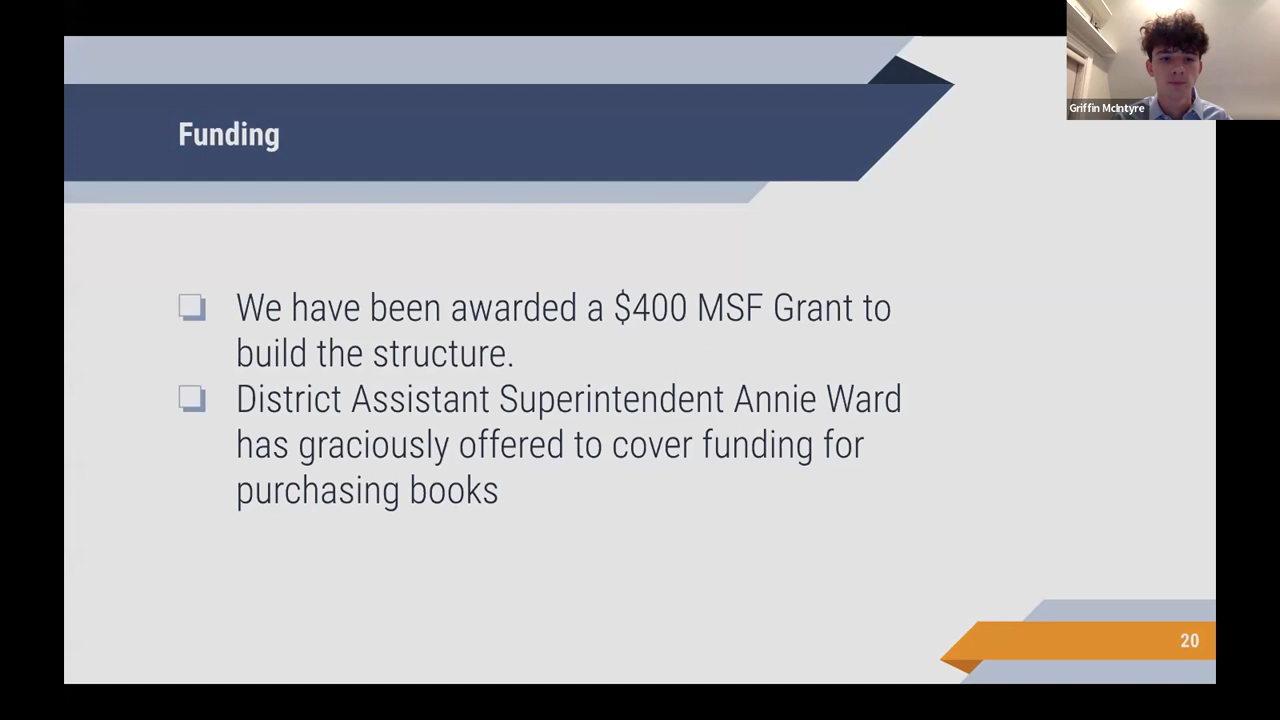 Griffin McIntyre
Funding
We have been awarded a $400 MSF Grant to
build the structure.
District Assistant Superintendent Annie Ward
has graciously offered to cover funding for
purchasing books
20